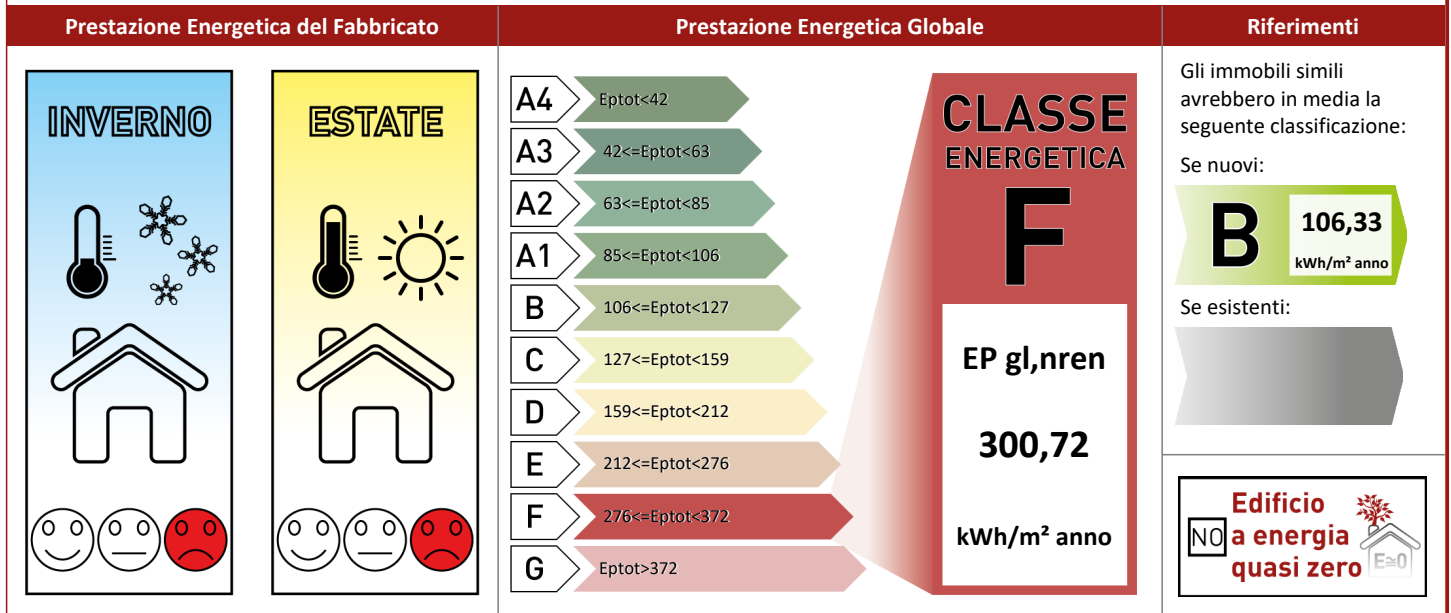 Prestazione Energetica del Fabbricato
Prestazione Energetica Globale
Riferimenti
INVERNO
ESTATE
A4 Eptot<42
A3 42<=Eptot<63
A2 63<=Eptot<85
A1 85<=Eptot<106
B 106<=Eptot<127
C 127<=Eptot<159
D 159<=Eptot<212
E 212<=Eptot<276
F 276<=Eptot<372
G Eptot>372
CLASSE
ENERGETICA
F
EP gl,nren
300,72
kWh/m² anno
Gli immobili simili
avrebbero in media la
seguente classificazione:
Se nuovi:
B 106,33
kWh/m² anno
Se esistenti:
Edificio
NO a energia
quasi zero
E≅0